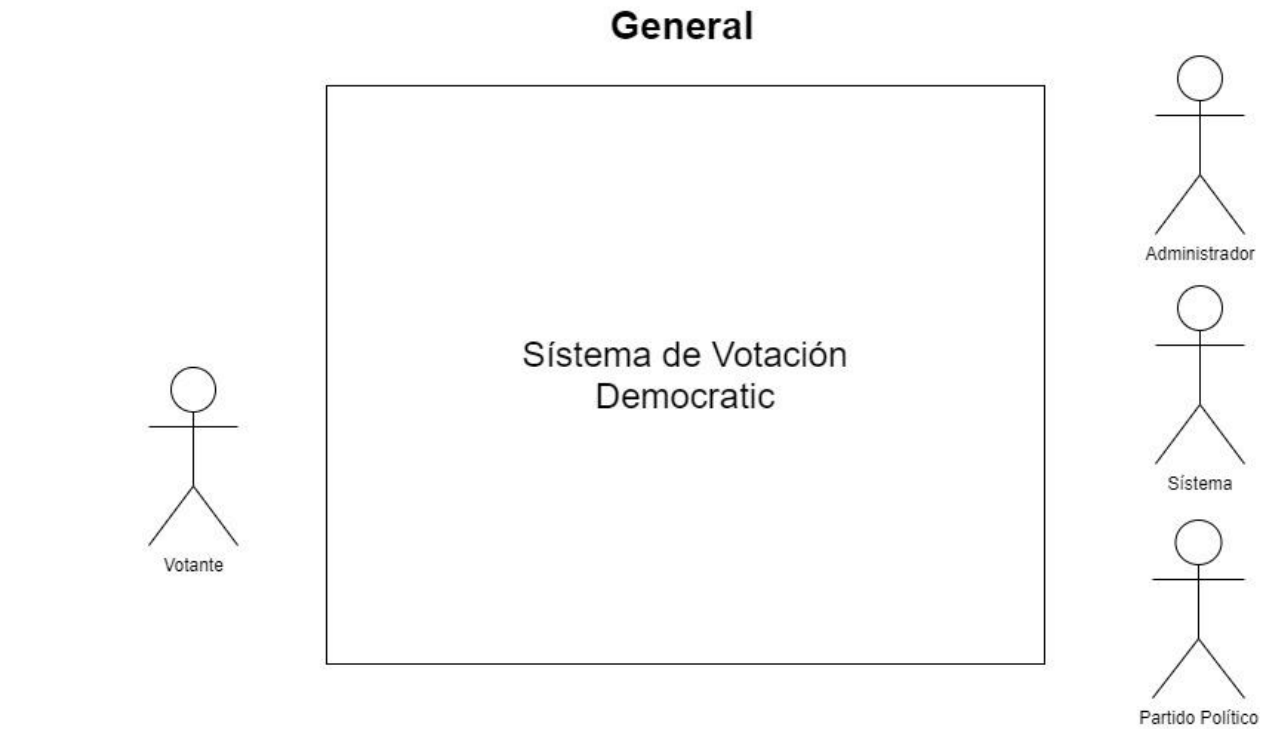 General
Administrador
Sístema de Votación
Democratic
Sístema
Votante
Partido Político